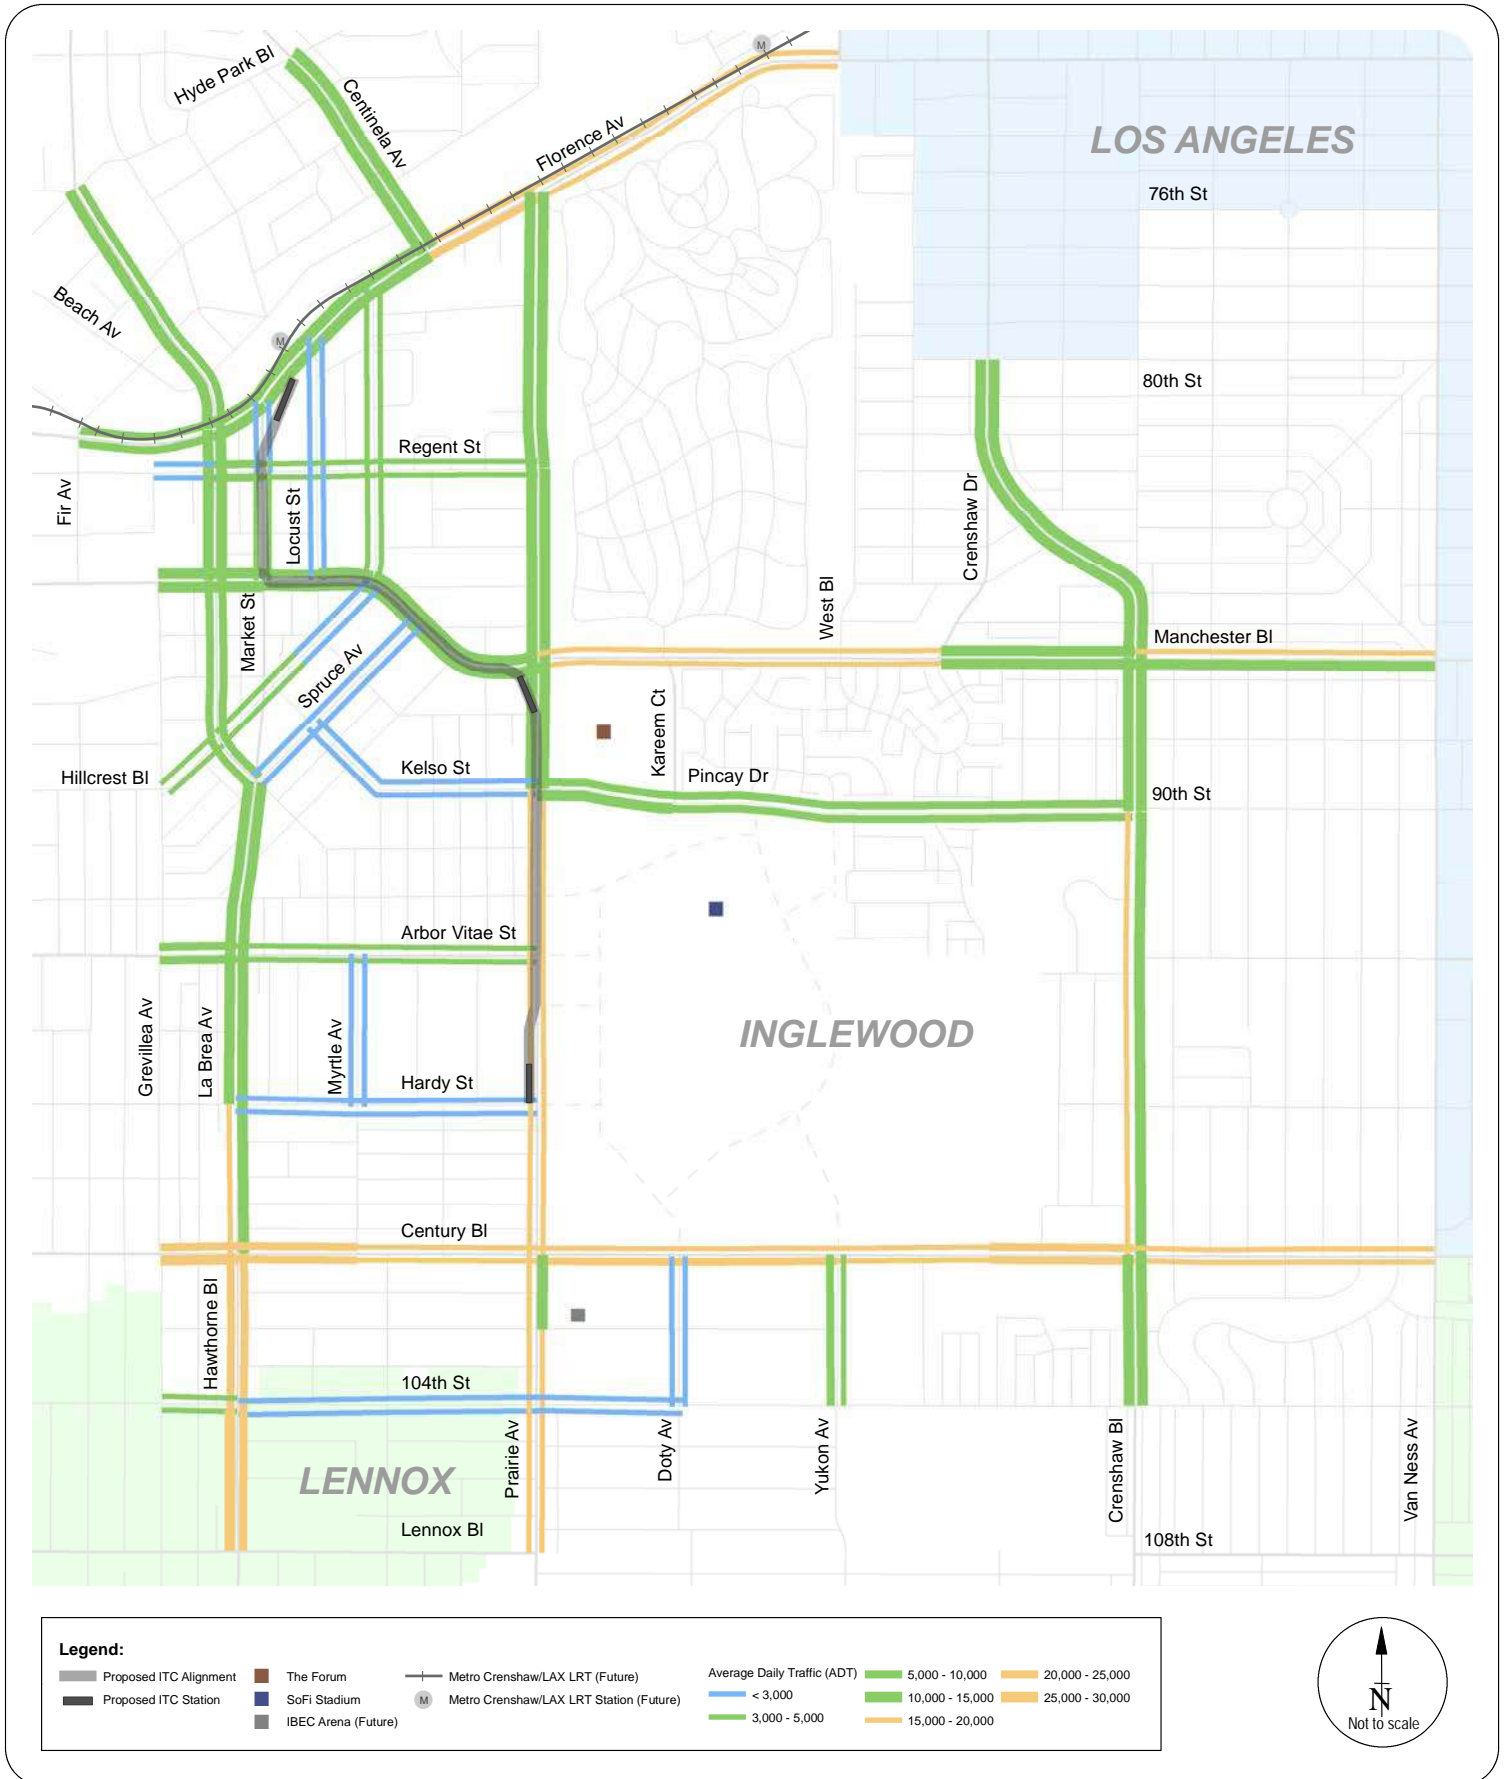 Hyde Park Bl
Centinela Av
M
Florence Av
LOS ANGELES
76th St
Beach Av
M
80th St
Regent St
Fir Av
Locust St
Crenshaw Dr
West Bl
Market St
Manchester Bl
Spruce Av
Kareem Ct
Hillcrest Bl
Kelso St
Pincay Dr
90th St
Arbor Vitae St
Grevillea Av
La Brea Av
Myrtle Av
INGLEWOOD
Hardy St
Century Bl
Hawthorne Bl
104th St
Prairie Av
Doty Av
Yukon Av
Crenshaw Bl
Van Ness Av
LENNOX
Lennox Bl
108th St
Legend:
Proposed ITC Alignment
Proposed ITC Station
The Forum
SoFi Stadium
IBEC Arena (Future)
Metro Crenshaw/LAX LRT (Future)
M Metro Crenshaw/LAX LRT Station (Future)
Average Daily Traffic (ADT)
< 3,000
3,000 - 5,000
5,000 - 10,000
10,000 - 15,000
15,000 - 20,000
20,000 - 25,000
25,000 - 30,000
N
Not to scale